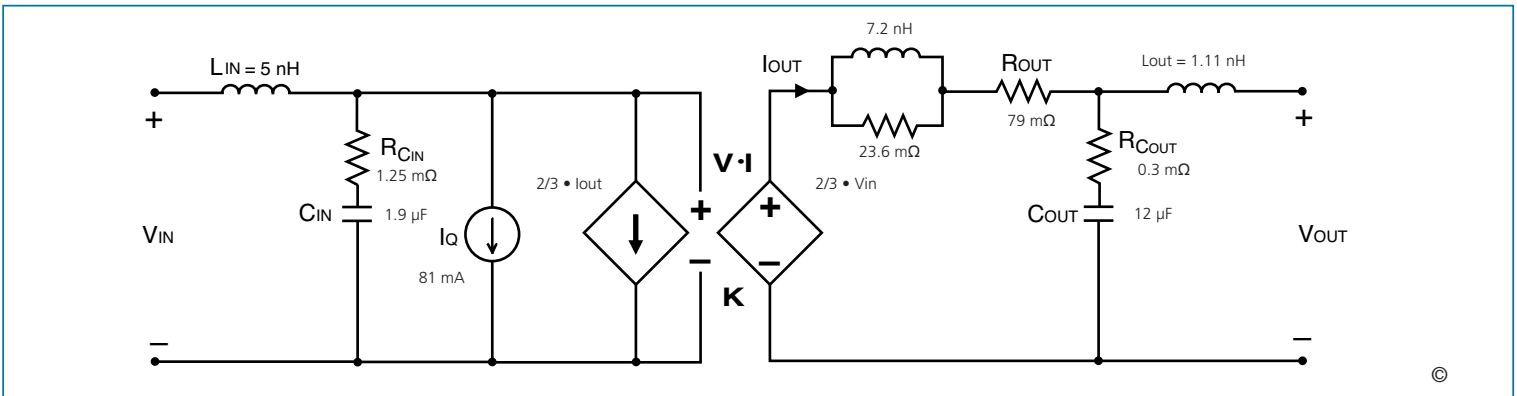 7.2 nH
LIN = 5 nH
IOUT
ROUT
Lout = 1.11 nH
+
+
79 mΩ
RCIN
1.25 mΩ
23.6 mΩ
RCOUT
0.3 mΩ
V•I
2/3 • Iout
2/3 • Vin
CIN
1.9 µF
+
+
COUT
12 µF
VIN
IQ
VOUT
81 mA
–
–
K
–
–
©